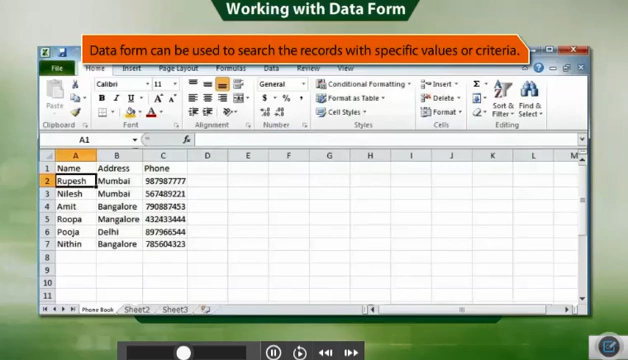 Working with Data Form
Data form can be used to search the records with specific values or criteria.
File Home Insert Page Layout Formulas Data Review View
Paste
Calibri 11
General
Conditional Formatting
Format as Table
Cell Styles
Insert
Delete
Format
Sort & Filter
Find & Select
Clipboard Font Alignment Number Styles Cells Editing
A1 fx
A B C D E F G H I J K L M
1 Name Address Phone
2 Rupesh Mumbai 987987777
3 Nilesh Mumbai 567489221
4 Amit Bangalore 790887453
5 Roopa Mangalore 432433444
6 Pooja Delhi 897966544
7 Nithin Bangalore 785604323
8
9
10
11
Phone Book Sheet2 Sheet3